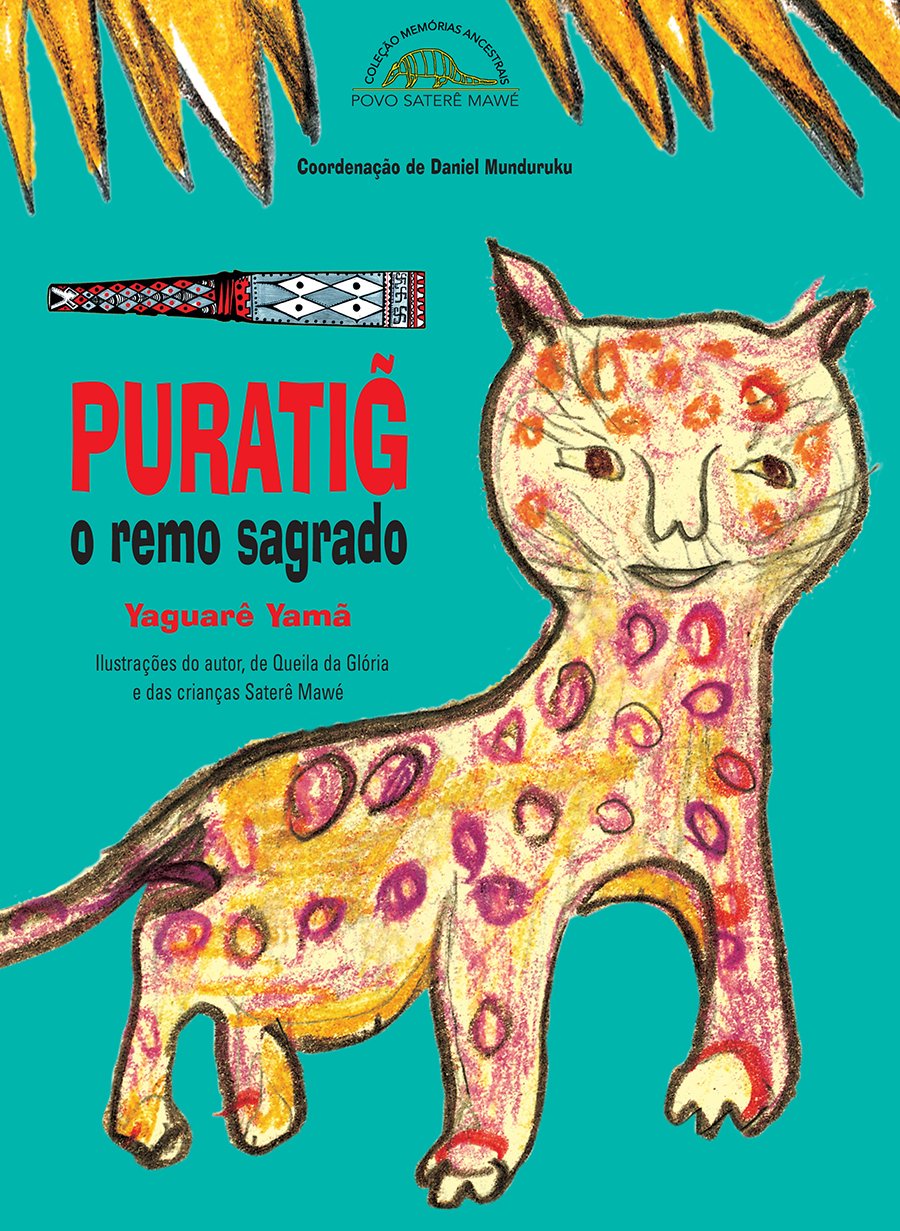 COLEÇÃO MEMÓRIAS ANCESTRAIS
POVO SATERÊ MAWÉ
Coordenação de Daniel Munduruku
PURATIG̃
o remo sagrado
Yaguarê Yamã
Ilustrações do autor, de Queila da Glória
e das crianças Saterê Mawé